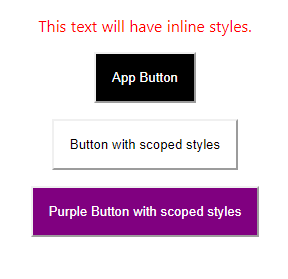 This text will have inline styles.
App Button
Button with scoped styles
Purple Button with scoped styles